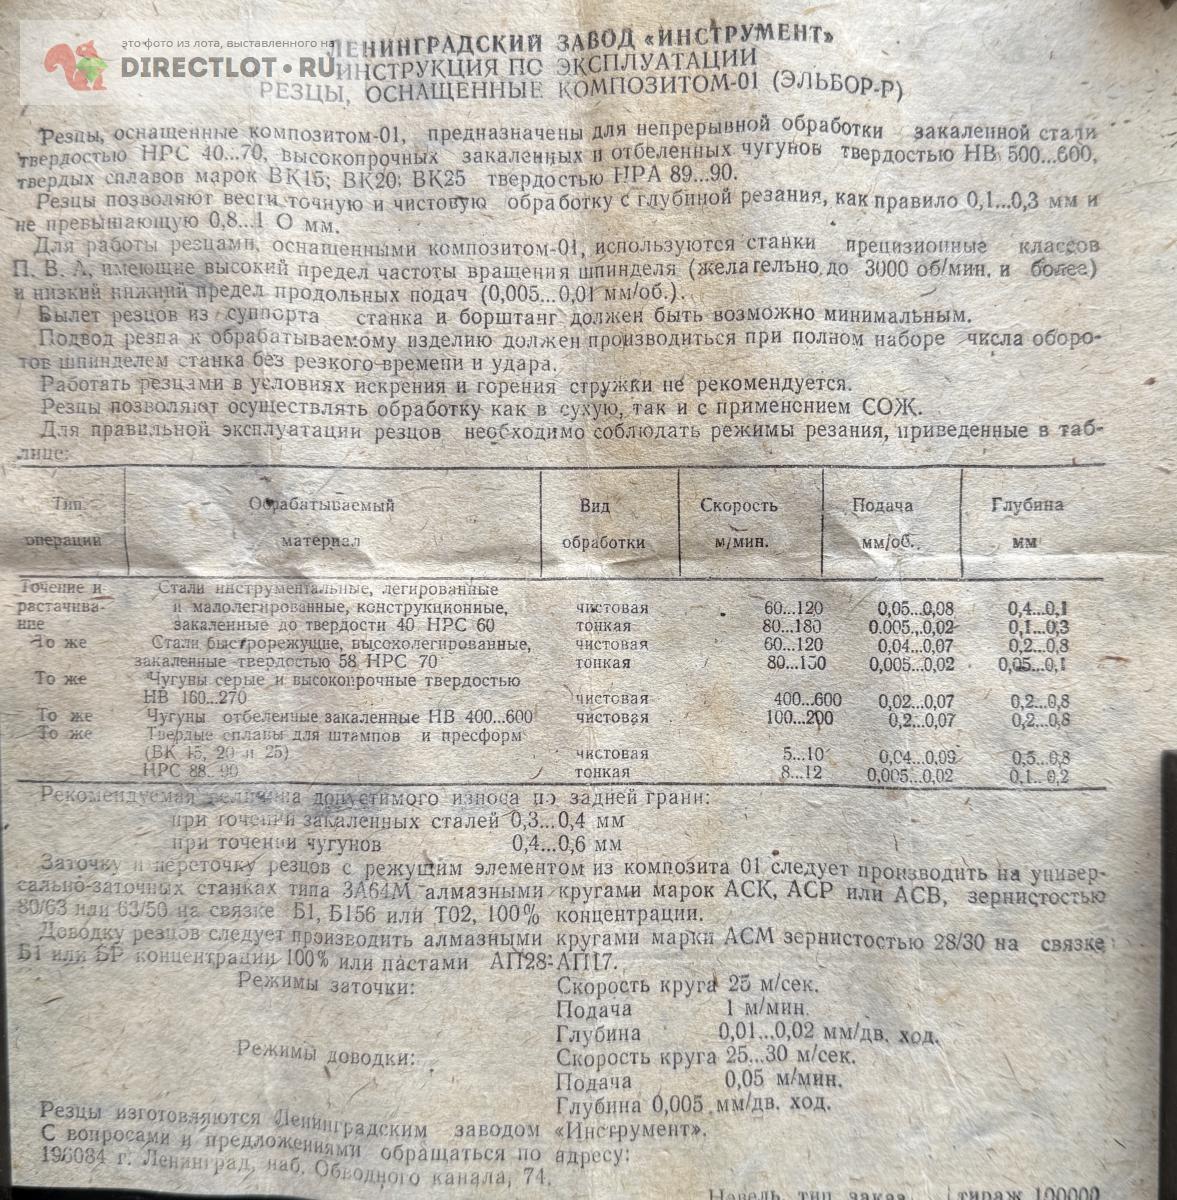 это фото из лота, выставленного на
DIRECTLOT.RU
ЛЕНИНГРАДСКИЙ ЗАВОД «ИНСТРУМЕНТ»
ИНСТРУКЦИЯ ПО ЭКСПЛУАТАЦИИ
РЕЗЦЫ, ОСНАЩЕННЫЕ КОМПОЗИТОМ-01 (ЭЛЬБОР-Р)
Резцы, оснащенные композитом-01, предназначены для непрерывной обработки закаленной стали
твердостью НРС 40...70, высокопрочных закаленных и отбеленных чугунов твердостью НВ 500...600,
твердых сплавов марок ВК15; ВК20; ВК25 твердостью НРА 89...90.
Резцы позволяют вести точную и чистовую обработку с глубиной резания, как правило 0,1...0,3 мм и
не превышающую 0,8...1 О мм.
Для работы резцами, оснащенными композитом-01, используются станки прецизионные классов
П. В. А, имеющие высокий предел частоты вращения шпинделя (желательно до 3000 об/мин. и более)
и низкий нижний предел продольных подач (0,005...0,01 мм/об.).
Вылет резцов из суппорта станка и борштанг должен быть возможно минимальным.
Подвод резца к обрабатываемому изделию должен производиться при полном наборе числа оборо-
тов шпинделем станка без резкого времени и удара.
Работать резцами в условиях искрения и горения стружки не рекомендуется.
Резцы позволяют осуществлять обработку как в сухую, так и с применением СОЖ.
Для правильной эксплуатации резцов необходимо соблюдать режимы резания, приведенные в таб-
лице:
Тип Обрабатываемый Вид Скорость Подача Глубина
операций материал обработки м/мин. мм/об. мм
Точение и Стали инструментальные, легированные
растачива- и малолегированные, конструкционные, чистовая 60...120 0,05...0,08 0,4...0,1
ние закаленные до твердости 40 НРС 60 тонкая 80...180 0.005...0,02 0,1...0,3
То же Стали быстрорежущие, высоколегированные, чистовая 60...120 0,04...0,07 0,2...0,8
закаленные твердостью 58 НРС 70 тонкая 80...150 0,005...0,02 0,05...0,1
То же Чугуны серые и высокопрочные твердостью
НВ 160...270 чистовая 400...600 0,02...0,07 0,2...0,8
То же Чугуны отбеленные закаленные НВ 400...600 чистовая 100...200 0,2...0,07 0,2...0,8
То же Твердые сплавы для штампов и прессформ
(ВК 15, 20 и 25) чистовая 5...10 0,04...0,09 0,5...0,8
НРС 88...90 тонкая 8...12 0,005...0,02 0,1...0,2
Рекомендуемая величина допустимого износа по задней грани:
при точении закаленных сталей 0,3...0,4 мм
при точении чугунов 0,4...0,6 мм
Заточку и переточку резцов с режущим элементом из композита 01 следует производить на универ-
сально-заточных станках типа 3А64М алмазными кругами марок АСК, АСР или АСВ, зернистостью
80/63 или 63/50 на связке Б1, Б156 или Т02, 100% концентрации.
Доводку резцов следует производить алмазными кругами марки АСМ зернистостью 28/30 на связке
Б1 или БР концентрации 100% или пастами АП28-АП17.
Режимы заточки: Скорость круга 25 м/сек.
Подача 1 м/мин.
Глубина 0,01...0,02 мм/дв. ход.
Режимы доводки: Скорость круга 25...30 м/сек.
Подача 0,05 м/мин.
Глубина 0,005 мм/дв. ход.
Резцы изготовляются Ленинградским заводом «Инструмент».
С вопросами и предложениями обращаться по адресу:
196084 г. Ленинград, наб. Обводного канала, 74.
тип. заказ тираж 100000